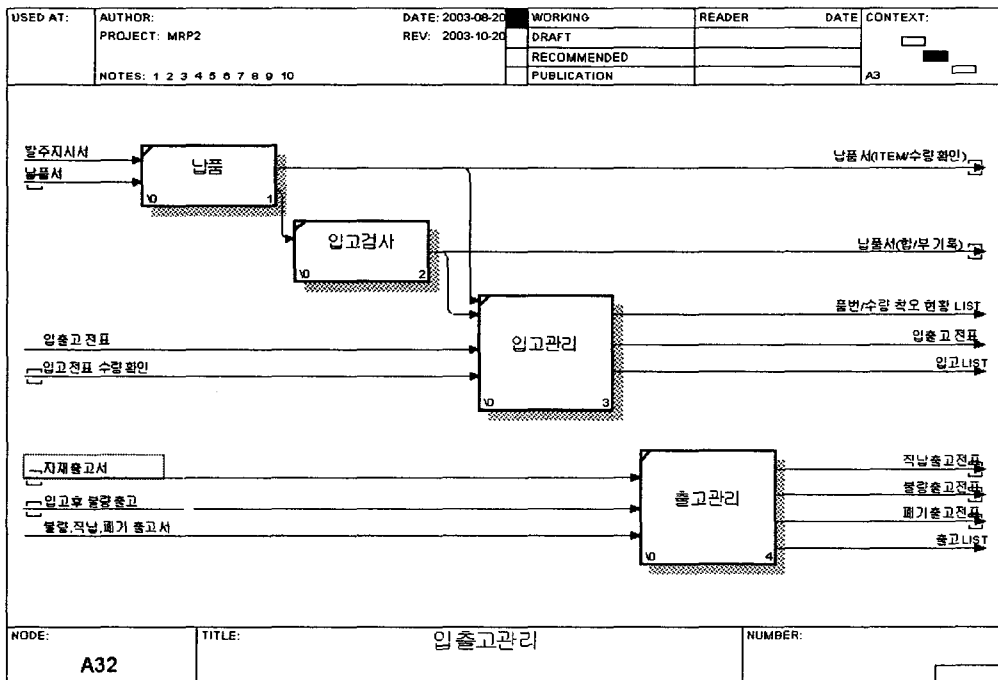 USED AT: AUTHOR: DATE: 2003-08-20 WORKING READER DATE CONTEXT:
PROJECT: MRP2 REV: 2003-10-20 DRAFT
RECOMMENDED
NOTES: 1 2 3 4 5 6 7 8 9 10 PUBLICATION A3
발주지시서
납품서
납품
\0 1
납품서(ITEM/수량확인)
입고검사
\0 2
납품서(합/부기록)
입출고전표
입고전표 수량확인
입고관리
\0 3
품번/수량 착오 현황 LIST
입출고전표
입고LIST
자재출고서
입고후 불량출고
불량,직납,폐기 출고서
출고관리
\0 4
직납출고전표
불량출고전표
폐기출고전표
출고LIST
NODE: TITLE: 입출고관리 NUMBER:
A32